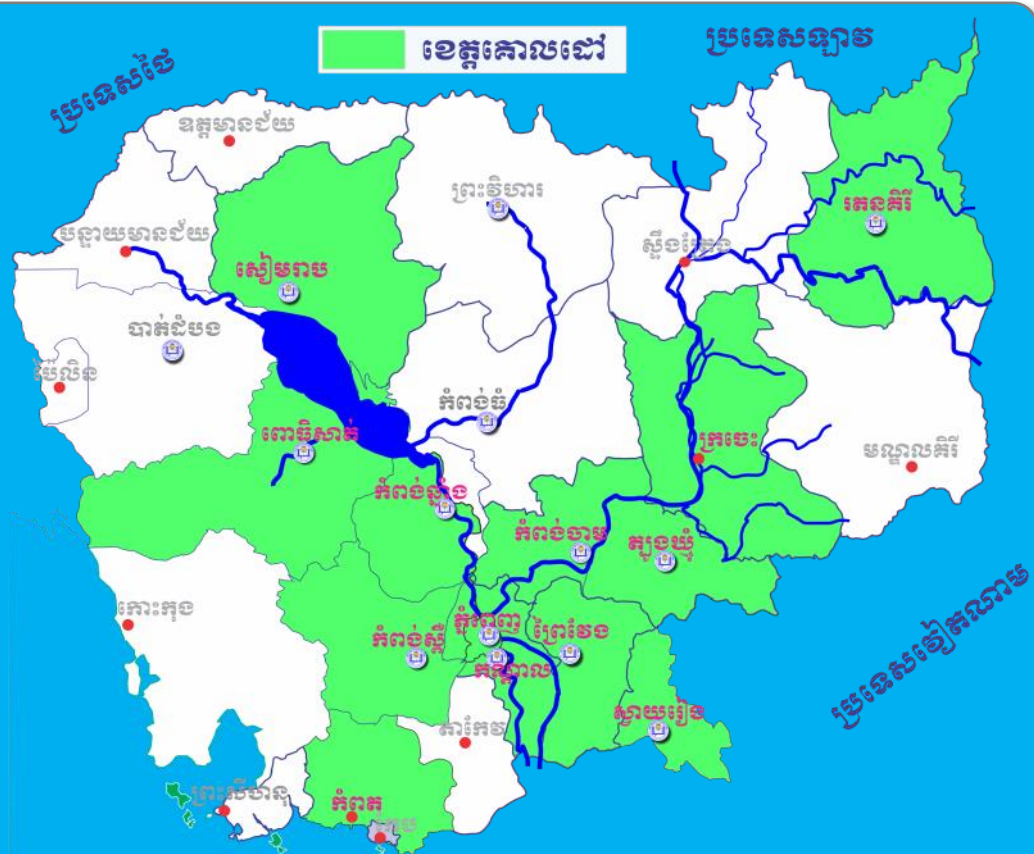 ខេត្តគោលដៅ
ប្រទេសឡាវ
ប្រទេសថៃ
ឧត្តមានជ័យ
ព្រះវិហារ
រតនគិរី
បន្ទាយមានជ័យ
ស្ទឹងត្រែង
សៀមរាប
បាត់ដំបង
ប៉ៃលិន
កំពង់ធំ
ពោធិសាត់
ក្រចេះ
មណ្ឌលគិរី
កំពង់ឆ្នាំង
កំពង់ចាម
ត្បូងឃ្មុំ
កោះកុង
កំពង់ស្ពឺ
ភ្នំពេញ
ព្រៃវែង
កណ្តាល
ប្រទេសវៀតណាម
ស្វាយរៀង
តាកែវ
ព្រះសីហនុ
កំពត
កែប